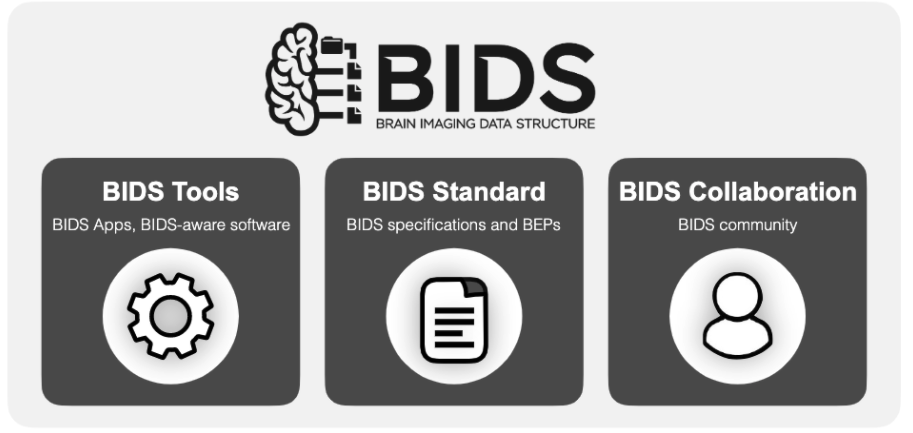 BIDS
BRAIN IMAGING DATA STRUCTURE
BIDS Tools
BIDS Apps, BIDS-aware software
BIDS Standard
BIDS specifications and BEPs
BIDS Collaboration
BIDS community